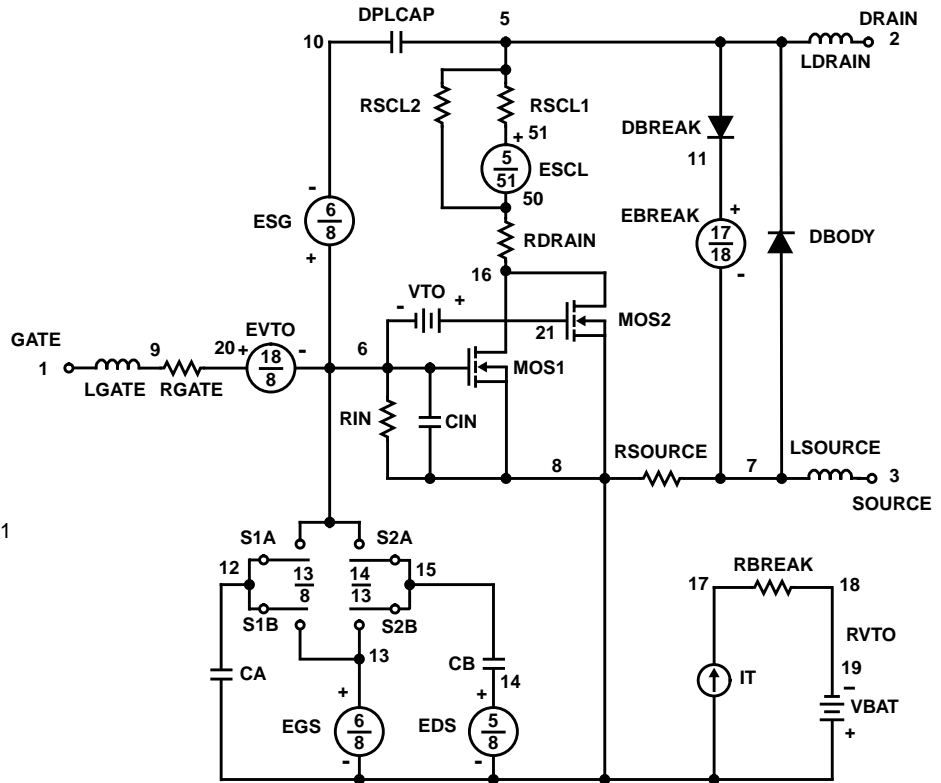 DPLCAP
5
DRAIN
2
10
LDRAIN
RSCL2
RSCL1
+ 51
DBREAK
5
51
ESCL
11
50
-
6
8
ESG
+
RDRAIN
+
17
18
EBREAK
-
DBODY
16
VTO
- +
21
MOS2
GATE
1
9
20
EVTO
+ -
18
8
6
MOS1
LGATE
RGATE
RIN
CIN
8
RSOURCE
7
LSOURCE
3
SOURCE
1
S1A
S2A
12
13
8
14
13
15
S1B
S2B
RBREAK
17
18
RVTO
13
CA
CB
14
IT
19
-
VBAT
+
+
EGS
6
8
-
+
EDS
5
8
-